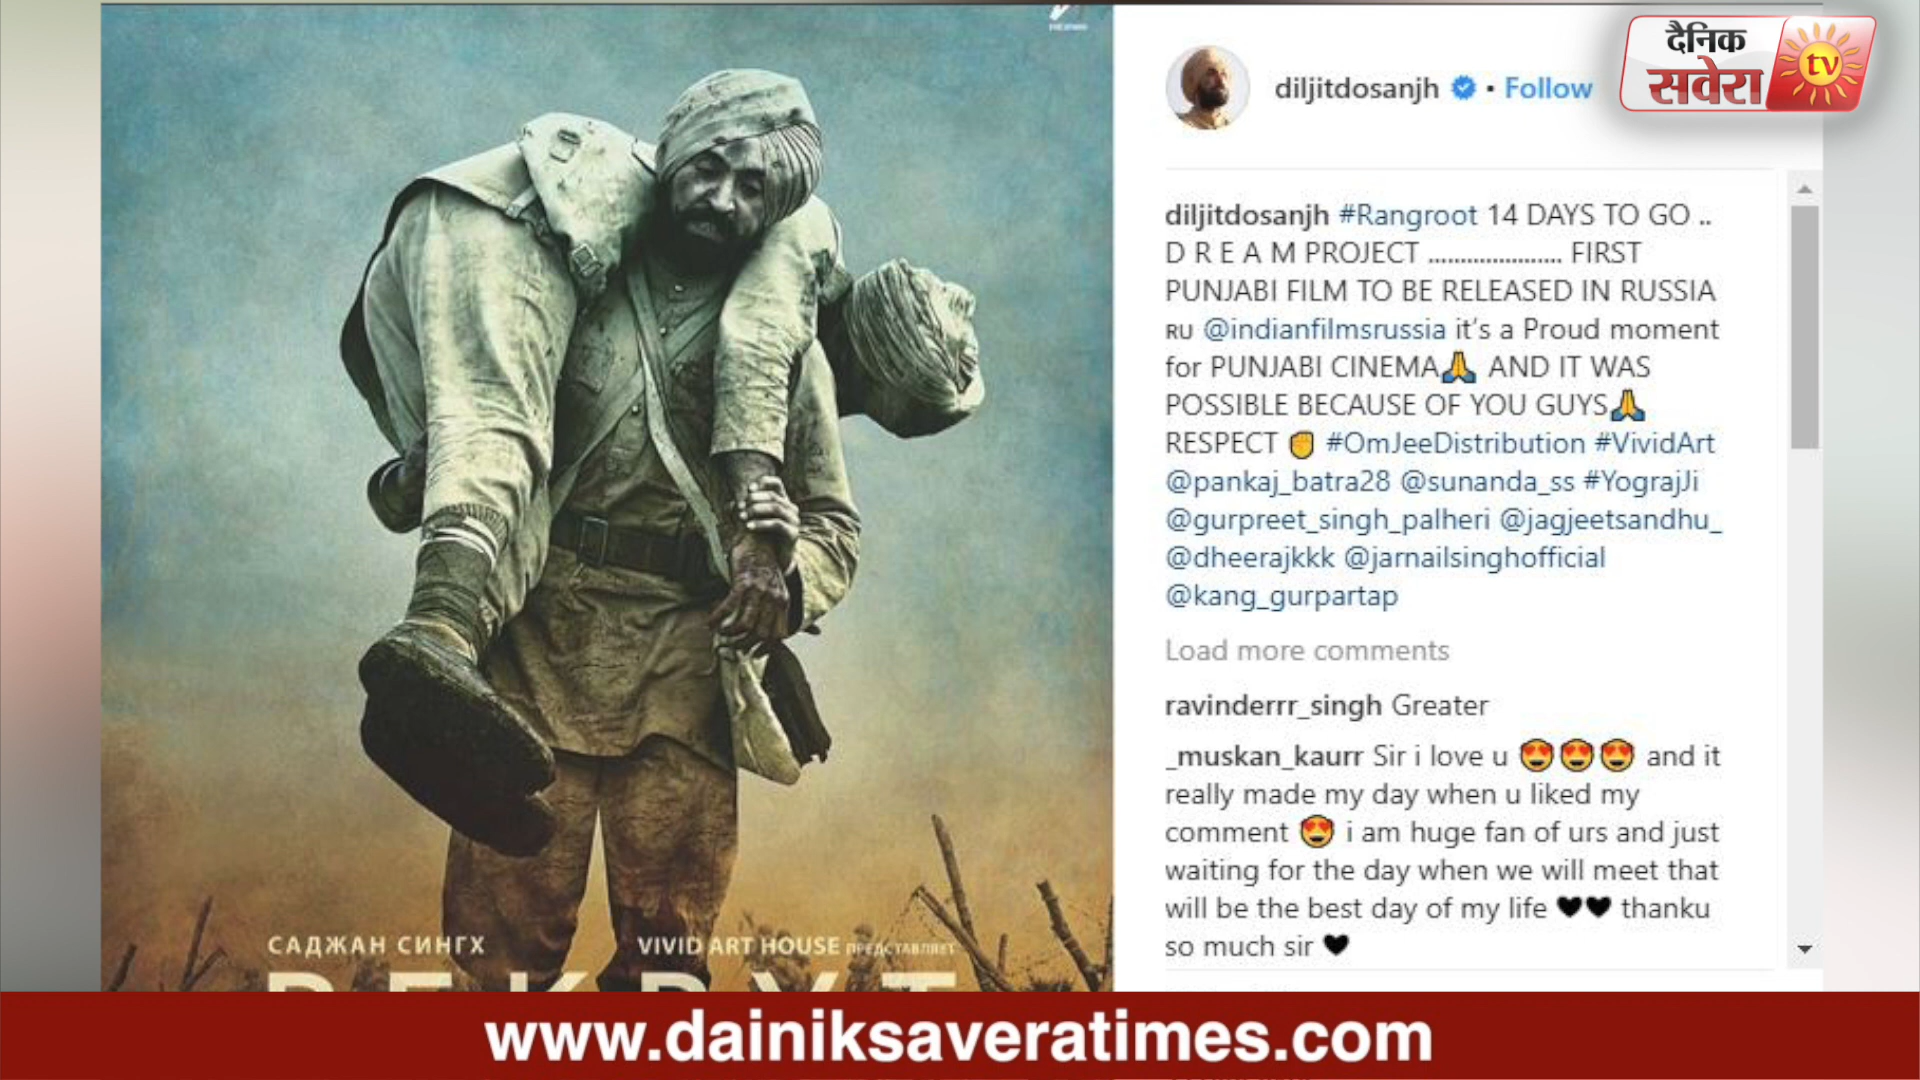 दैनिक
सवेरा tv
diljitdosanjh • Follow
diljitdosanjh #Rangroot 14 DAYS TO GO ..
D R E A M PROJECT ..................... FIRST
PUNJABI FILM TO BE RELEASED IN RUSSIA
RU @indianfilmsrussia it's a Proud moment
for PUNJABI CINEMA🙏 AND IT WAS
POSSIBLE BECAUSE OF YOU GUYS🙏
RESPECT ✊ #OmJeeDistribution #VividArt
@pankaj_batra28 @sunanda_ss #YograjJi
@gurpreet_singh_palheri @jagjeetsandhu_
@dheerajkkk @jarnailsinghofficial
@kang_gurpartap
Load more comments
ravinderrr_singh Greater
_muskan_kaurr Sir i love u 😍😍😍 and it
really made my day when u liked my
comment 😍 i am huge fan of urs and just
waiting for the day when we will meet that
will be the best day of my life ♥♥ thanku
so much sir ♥
САДЖАН СИНГХ VIVID ART HOUSE ПРЕДСТАВЛЯЕТ
РЕКРУТ
www.dainiksaveratimes.com